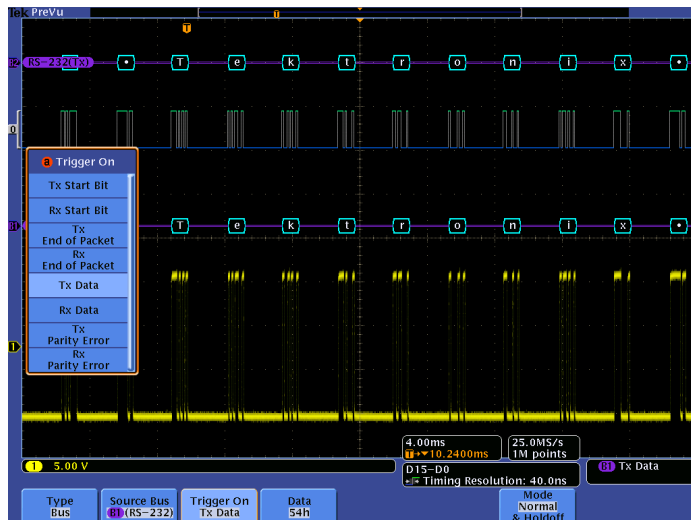 Tek PreVu
T
T
B2 RS-232(Tx) • T e k t r o n i x •
D
a Trigger On
Tx Start Bit
Rx Start Bit
Tx
End of Packet
Rx
End of Packet
Tx Data
Rx Data
Tx
Parity Error
Rx
Parity Error
B1 T e k t r o n i x •
1
4.00ms
T→▼10.2400ms
25.0MS/s
1M points
1 5.00 V
D15-D0
Timing Resolution: 40.0ns
B1 Tx Data
Type
Bus
Source Bus
B1 (RS-232)
Trigger On
Tx Data
Data
54h
Mode
Normal
& Holdoff